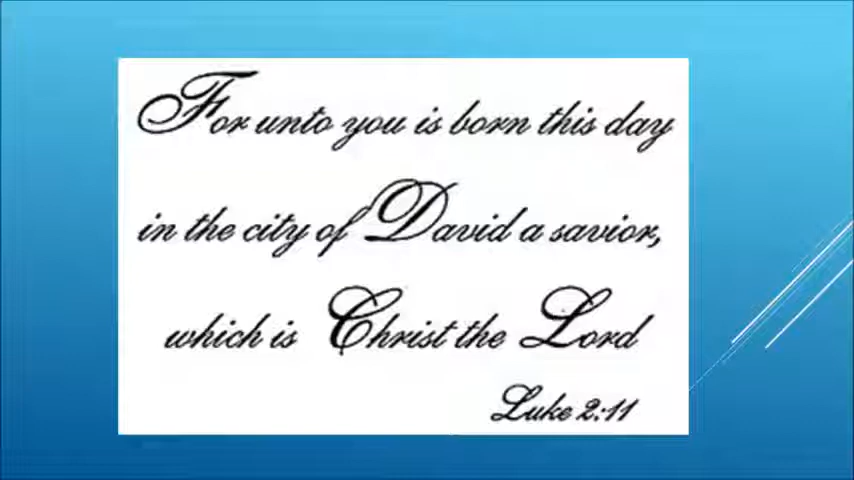 For unto you is born this day
in the city of David a savior,
which is Christ the Lord
Luke 2:11